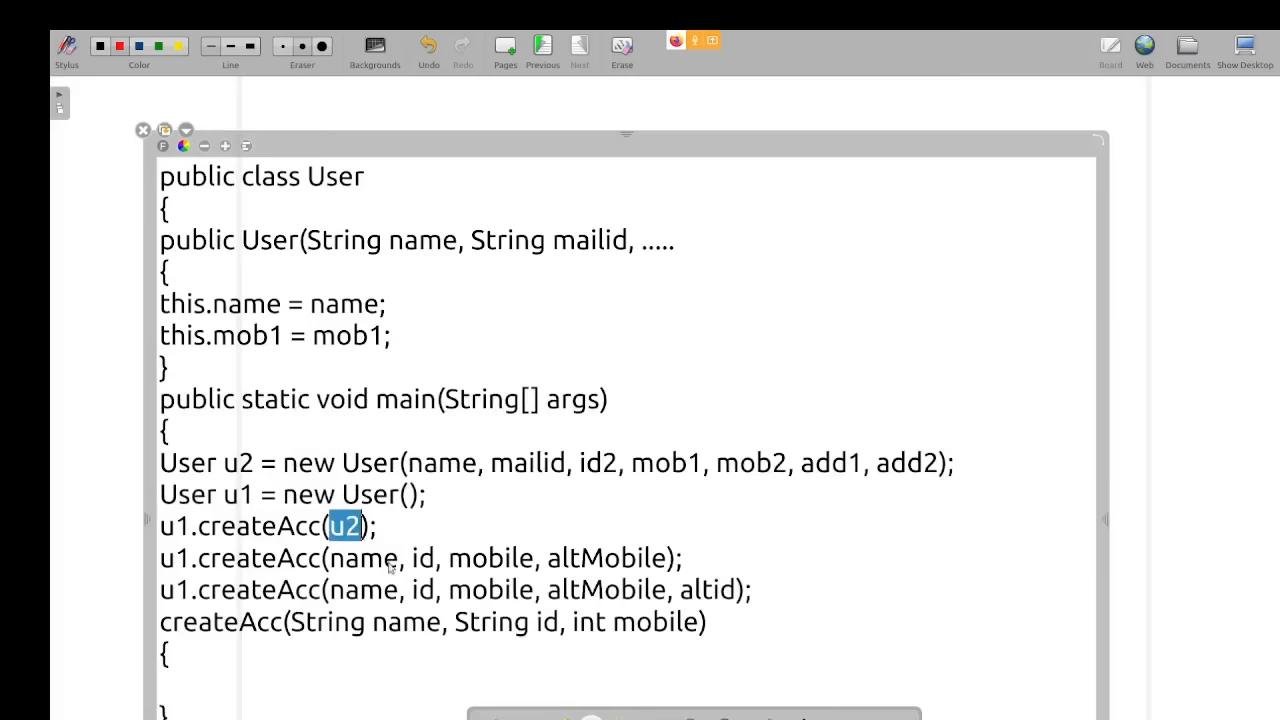 Stylus Color Line Eraser Backgrounds Undo Redo Pages Previous Next Erase Board Web Documents Show Desktop
F
public class User
{
public User(String name, String mailid, .....
{
this.name = name;
this.mob1 = mob1;
}
public static void main(String[] args)
{
User u2 = new User(name, mailid, id2, mob1, mob2, add1, add2);
User u1 = new User();
u1.createAcc(u2);
u1.createAcc(name, id, mobile, altMobile);
u1.createAcc(name, id, mobile, altMobile, altid);
createAcc(String name, String id, int mobile)
{
}